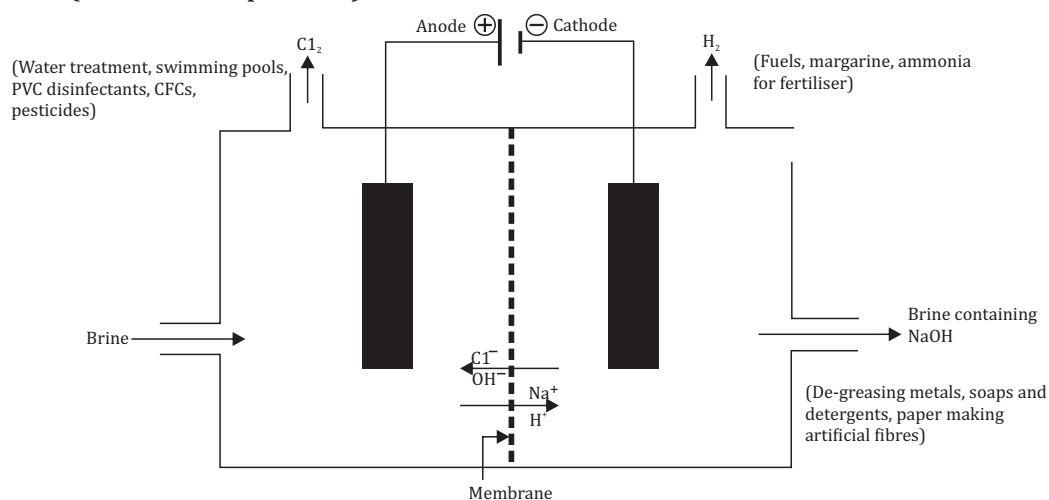 Anode + − Cathode
C1₂
H₂
(Water treatment, swimming pools,
PVC disinfectants, CFCs,
pesticides)
(Fuels, margarine, ammonia
for fertiliser)
Brine
Brine containing
NaOH
C1⁻
OH⁻
Na⁺
H⁺
(De-greasing metals, soaps and
detergents, paper making
artificial fibres)
Membrane